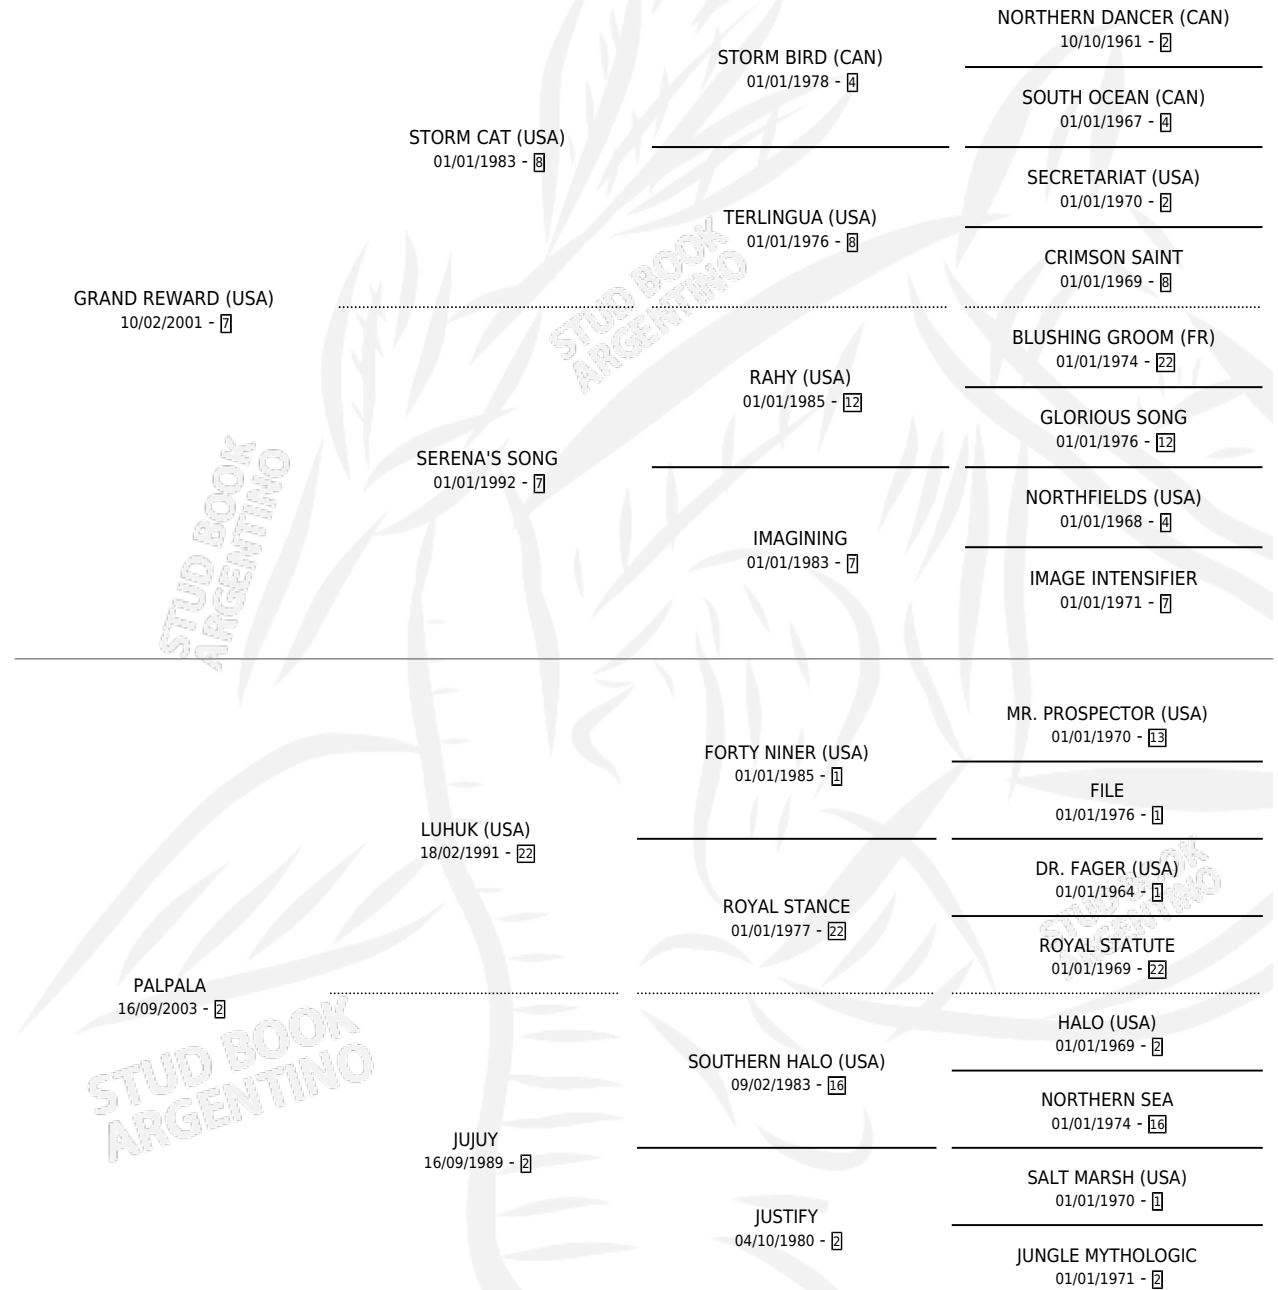 NORTHERN DANCER (CAN)
10/10/1961 - 2
STORM BIRD (CAN)
01/01/1978 - 4
SOUTH OCEAN (CAN)
01/01/1967 - 4
STORM CAT (USA)
01/01/1983 - 8
SECRETARIAT (USA)
01/01/1970 - 2
TERLINGUA (USA)
01/01/1976 - 8
CRIMSON SAINT
01/01/1969 - 8
GRAND REWARD (USA)
10/02/2001 - 7
BLUSHING GROOM (FR)
01/01/1974 - 22
RAHY (USA)
01/01/1985 - 12
GLORIOUS SONG
01/01/1976 - 12
SERENA'S SONG
01/01/1992 - 7
NORTHFIELDS (USA)
01/01/1968 - 4
IMAGINING
01/01/1983 - 7
IMAGE INTENSIFIER
01/01/1971 - 7
MR. PROSPECTOR (USA)
01/01/1970 - 13
FORTY NINER (USA)
01/01/1985 - 1
FILE
01/01/1976 - 1
LUHUK (USA)
18/02/1991 - 22
DR. FAGER (USA)
01/01/1964 - 1
ROYAL STANCE
01/01/1977 - 22
ROYAL STATUTE
01/01/1969 - 22
PALPALA
16/09/2003 - 2
HALO (USA)
01/01/1969 - 2
SOUTHERN HALO (USA)
09/02/1983 - 16
NORTHERN SEA
01/01/1974 - 16
JUJUY
16/09/1989 - 2
SALT MARSH (USA)
01/01/1970 - 1
JUSTIFY
04/10/1980 - 2
JUNGLE MYTHOLOGIC
01/01/1971 - 2
STUD BOOK
ARGENTINO
STUD BOOK
ARGENTINO
STUD BOOK
ARGENTINO
STUD BOOK
ARGENTINO